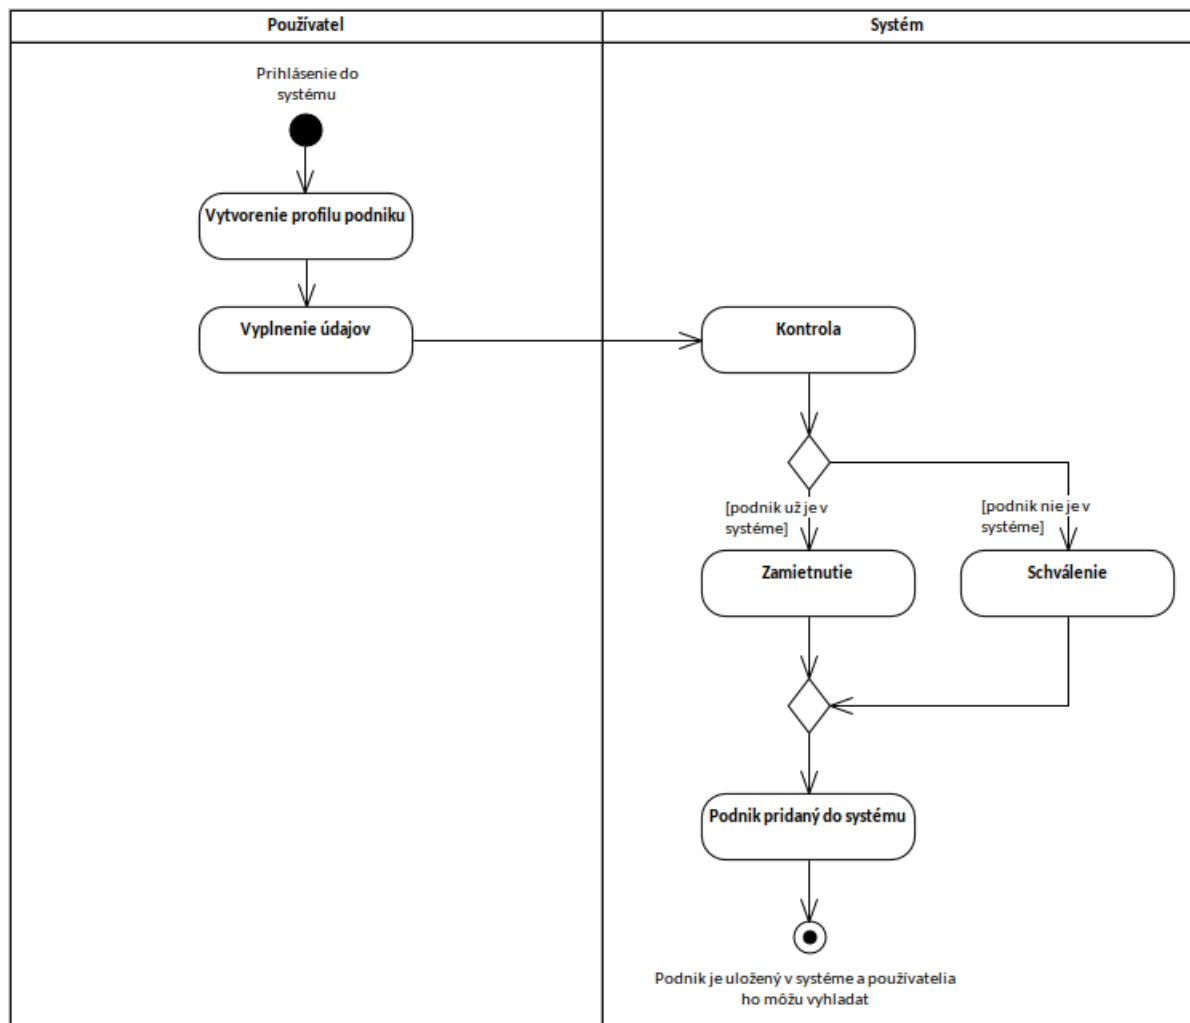 Používatel
Systém
Prihlásenie do
systému
Vytvorenie profilu podniku
Vyplnenie údajov
Kontrola
[podnik už je v
systéme]
[podnik nie je v
systéme]
Zamietnutie
Schválenie
Podnik pridaný do systému
Podnik je uložený v systéme a používatelia
ho môžu vyhladat